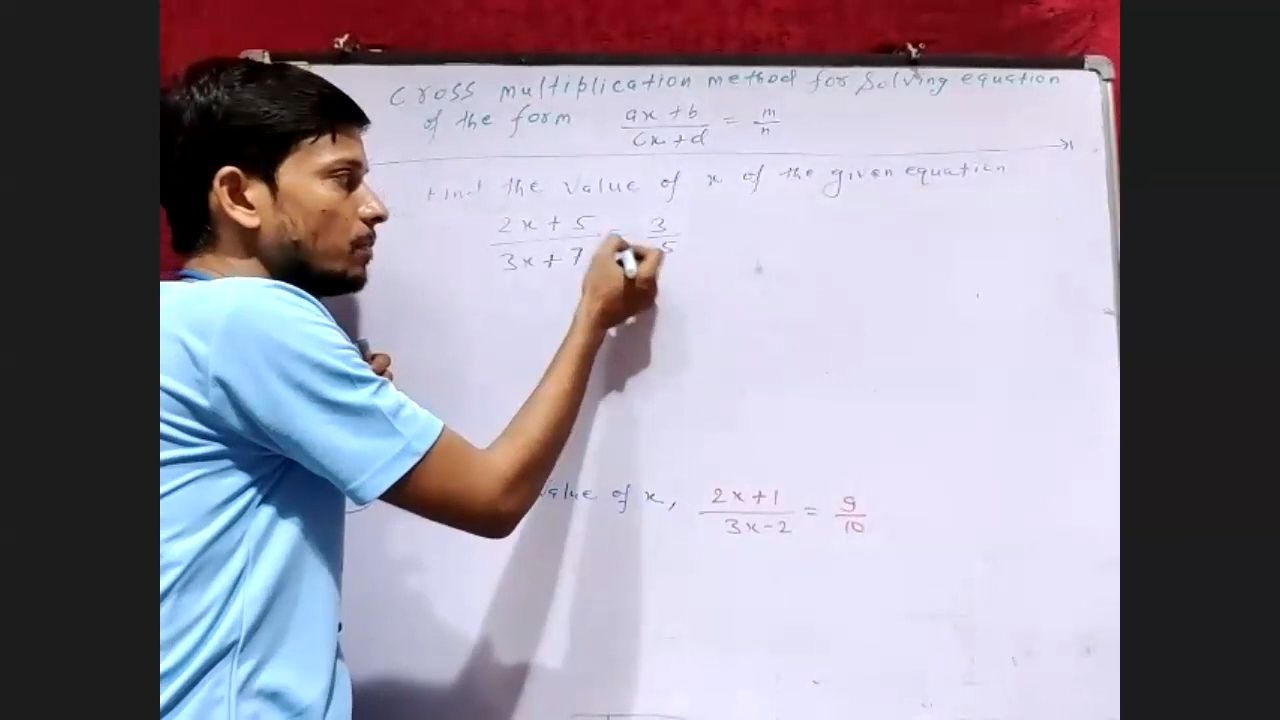 Cross multiplication method for solving equation
of the form ax + b / cx + d = m / n
Find the value of x of the given equation
2x + 5 / 3x + 7 = 3 / 5
value of x, 2x + 1 / 3x - 2 = 9 / 10